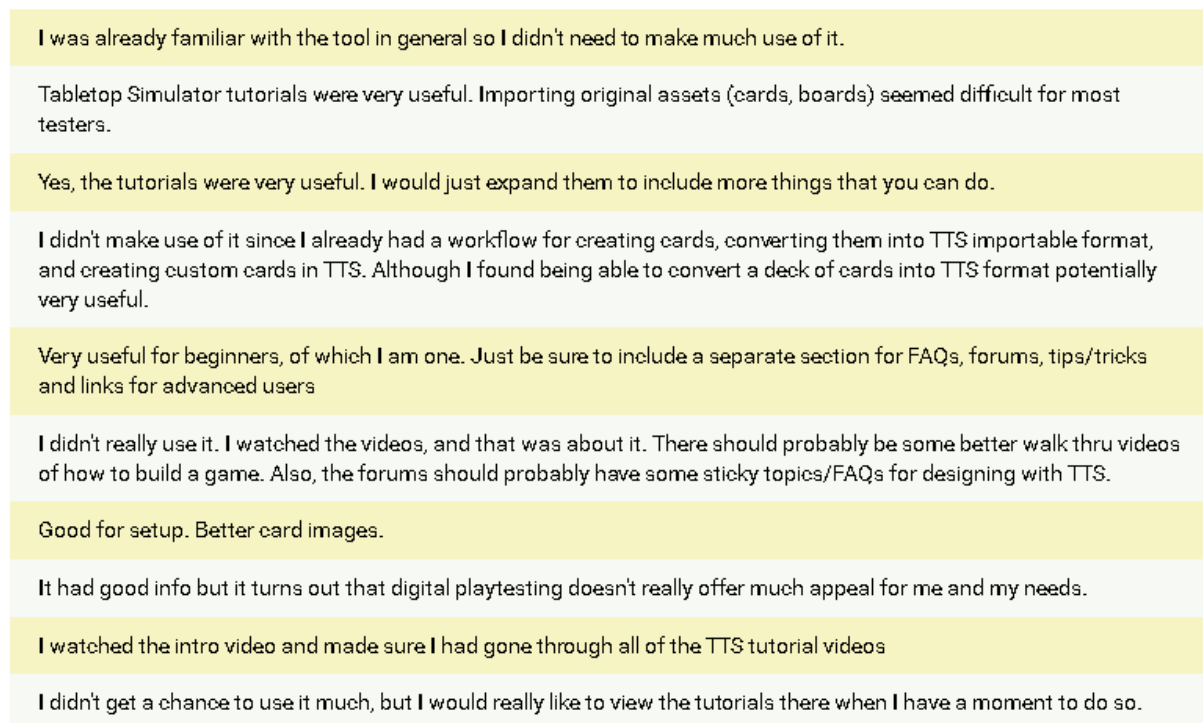 I was already familiar with the tool in general so I didn't need to make much use of it.
Tabletop Simulator tutorials were very useful. Importing original assets (cards, boards) seemed difficult for most
testers.
Yes, the tutorials were very useful. I would just expand them to include more things that you can do.
I didn't make use of it since I already had a workflow for creating cards, converting them into TTS importable format,
and creating custom cards in TTS. Although I found being able to convert a deck of cards into TTS format potentially
very useful.
Very useful for beginners, of which I am one. Just be sure to include a separate section for FAQs, forums, tips/tricks
and links for advanced users
I didn't really use it. I watched the videos, and that was about it. There should probably be some better walk thru videos
of how to build a game. Also, the forums should probably have some sticky topics/FAQs for designing with TTS.
Good for setup. Better card images.
It had good info but it turns out that digital playtesting doesn't really offer much appeal for me and my needs.
I watched the intro video and made sure I had gone through all of the TTS tutorial videos
I didn't get a chance to use it much, but I would really like to view the tutorials there when I have a moment to do so.